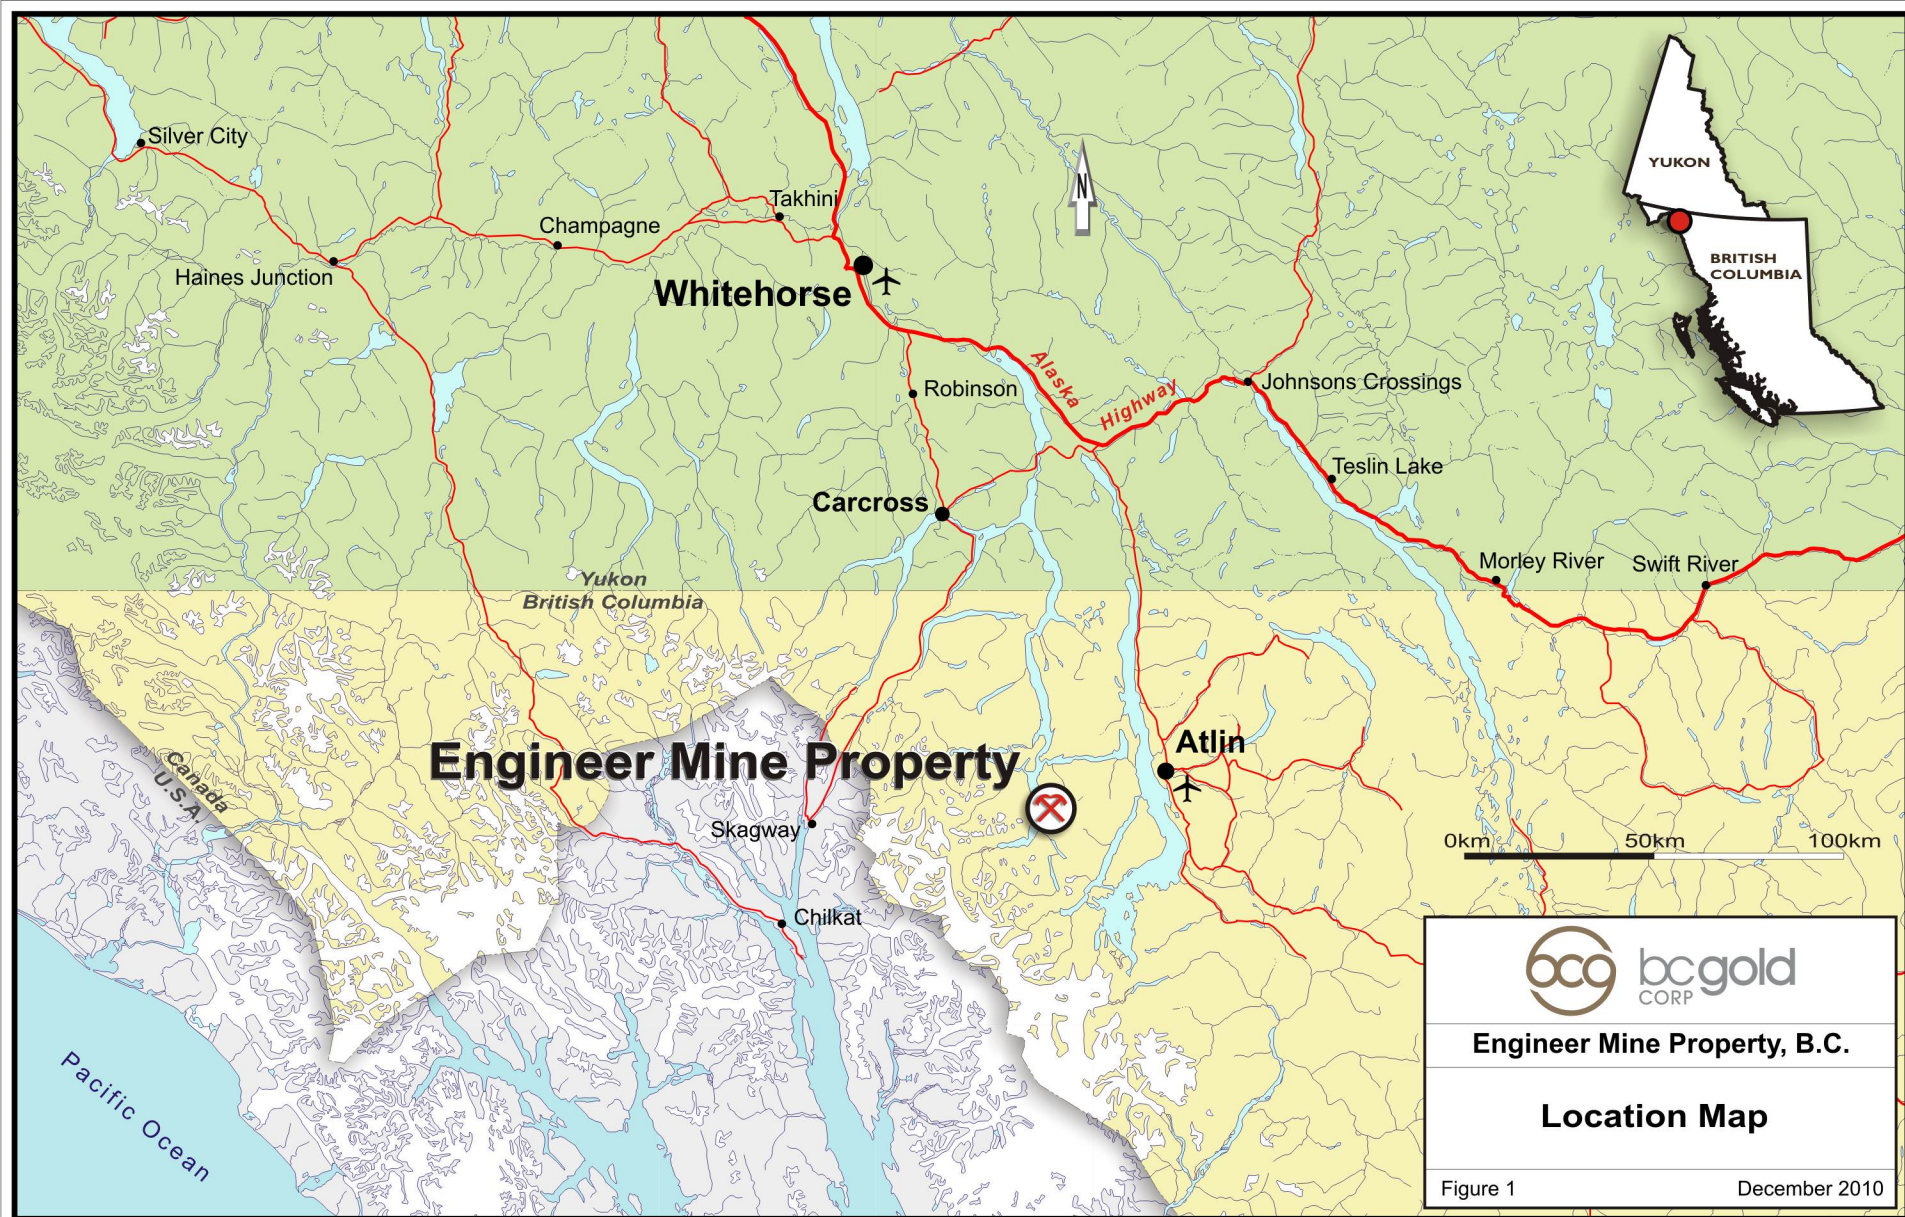 Silver City
Takhini
Champagne
Haines Junction
Whitehorse
N
YUKON
BRITISH
COLUMBIA
Alaska
Highway
Robinson
Johnsons Crossings
Teslin Lake
Carcross
Morley River
Swift River
Yukon
British Columbia
Atlin
Engineer Mine Property
Canada
U.S.A.
Skagway
0km 50km 100km
Chilkat
Pacific Ocean
bcg bcgold
CORP
Engineer Mine Property, B.C.
Location Map
Figure 1 December 2010